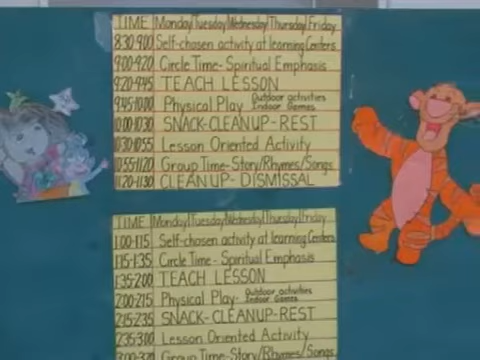 TIME Monday Tuesday Wednesday Thursday Friday
8:30-9:00 Self-chosen activity at learning Centers
9:00-9:20 Circle Time- Spiritual Emphasis
9:20-9:45 TEACH LESSON
9:45-10:00 Physical Play Outdoor activities Indoor Games
10:00-10:30 SNACK-CLEANUP-REST
10:30-10:55 Lesson Oriented Activity
10:55-11:20 Group Time-Story/Rhymes/Songs
11:20-11:30 CLEAN UP- DISMISSAL
TIME Monday Tuesday Wednesday Thursday Friday
1:00-1:15 Self-chosen activity at learning Centers
1:15-1:35 Circle Time- Spiritual Emphasis
1:35-2:00 TEACH LESSON
2:00-2:15 Physical Play- Outdoor activities Indoor Games
2:15-2:35 SNACK-CLEANUP-REST
2:35-3:00 Lesson Oriented Activity
3:00-3:20 Group Time-Story/Rhymes/Songs